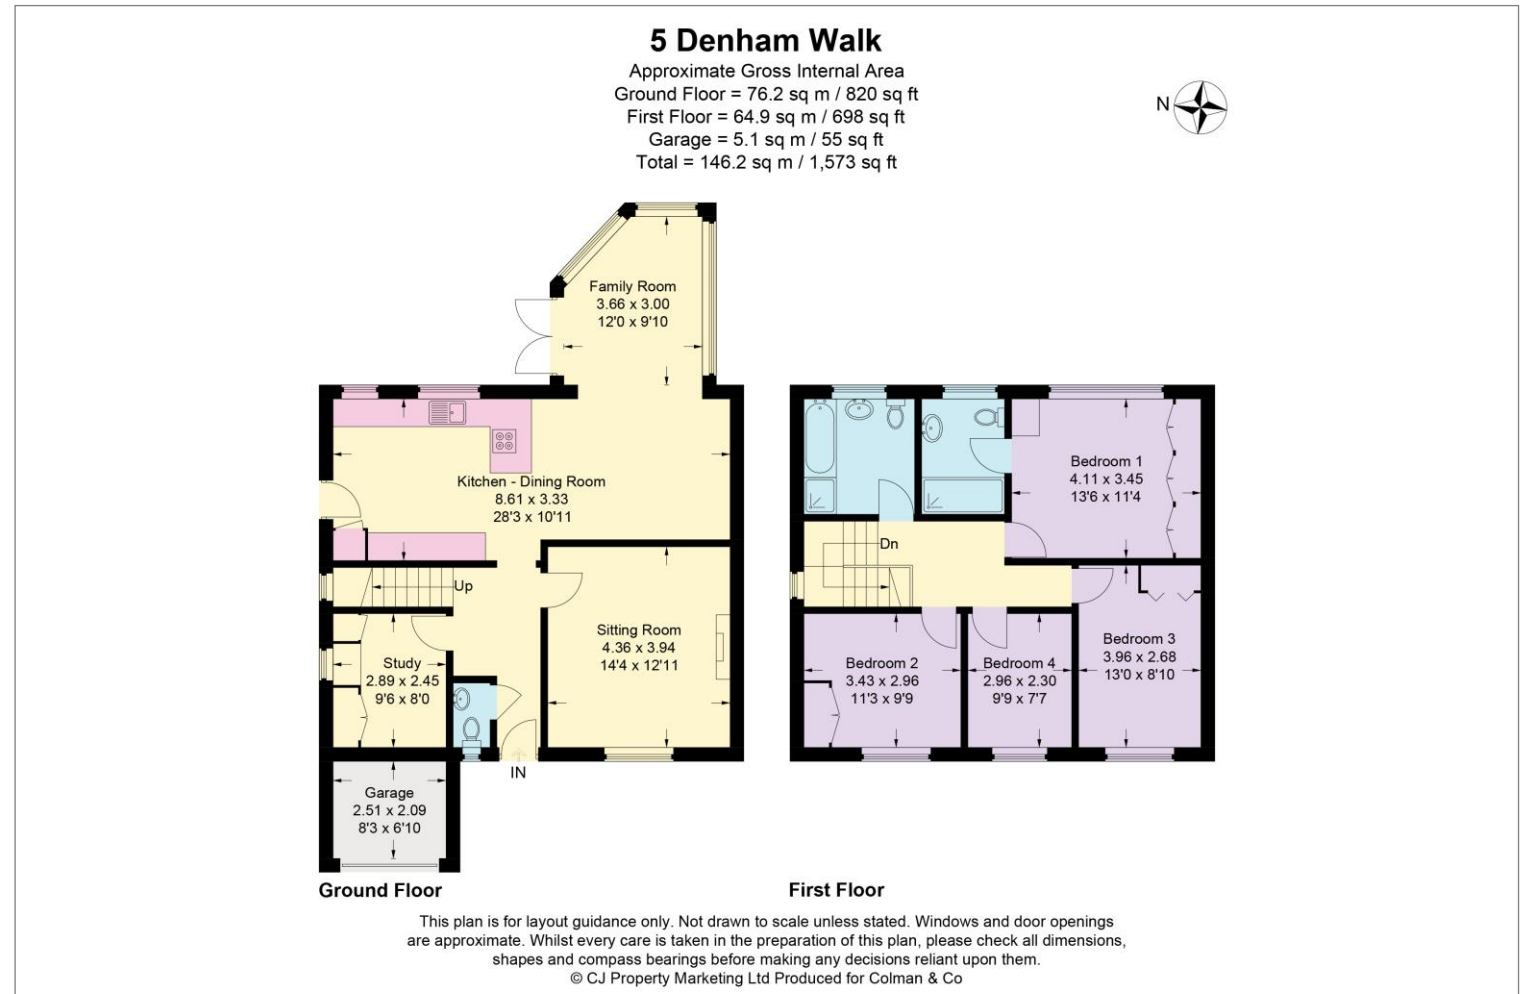 5 Denham Walk
Approximate Gross Internal Area
Ground Floor = 76.2 sq m / 820 sq ft
First Floor = 64.9 sq m / 698 sq ft
Garage = 5.1 sq m / 55 sq ft
Total = 146.2 sq m / 1,573 sq ft
N
Family Room
3.66 x 3.00
12'0 x 9'10
Kitchen - Dining Room
8.61 x 3.33
28'3 x 10'11
Up
Sitting Room
4.36 x 3.94
14'4 x 12'11
Study
2.89 x 2.45
9'6 x 8'0
IN
Garage
2.51 x 2.09
8'3 x 6'10
Ground Floor
Bedroom 1
4.11 x 3.45
13'6 x 11'4
Dn
Bedroom 2
3.43 x 2.96
11'3 x 9'9
Bedroom 4
2.96 x 2.30
9'9 x 7'7
Bedroom 3
3.96 x 2.68
13'0 x 8'10
First Floor
This plan is for layout guidance only. Not drawn to scale unless stated. Windows and door openings
are approximate. Whilst every care is taken in the preparation of this plan, please check all dimensions,
shapes and compass bearings before making any decisions reliant upon them.
© CJ Property Marketing Ltd Produced for Colman & Co